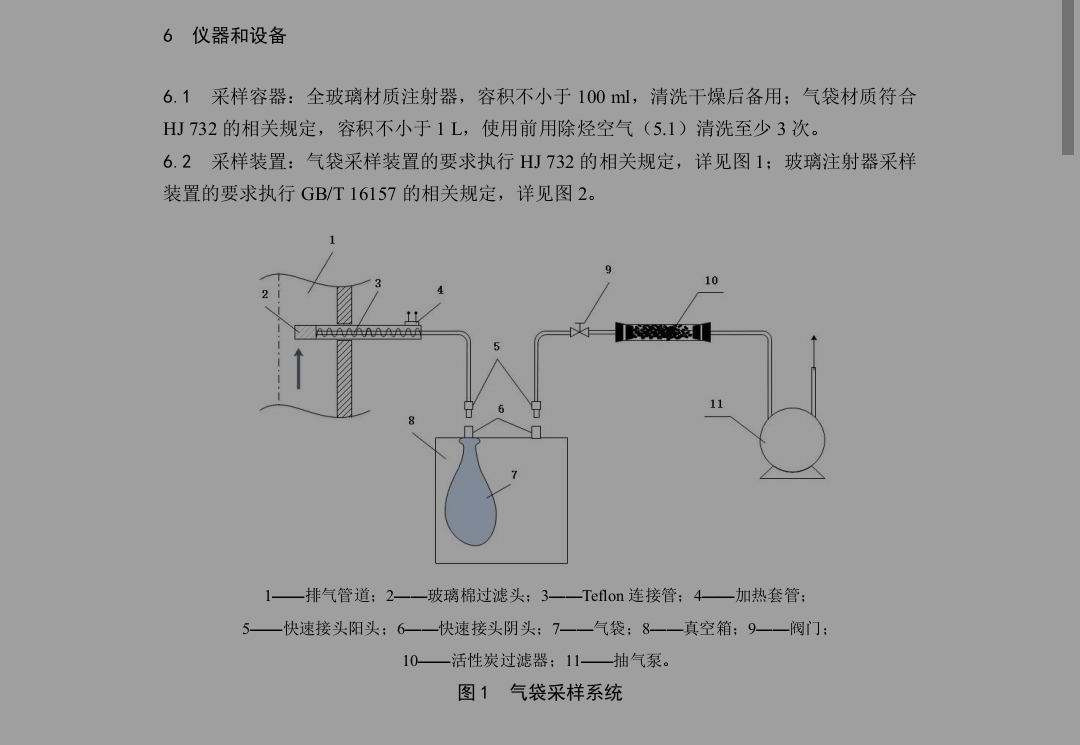 6 仪器和设备
6.1 采样容器：全玻璃材质注射器，容积不小于 100 ml，清洗干燥后备用；气袋材质符合
HJ 732 的相关规定，容积不小于 1 L，使用前用除烃空气（5.1）清洗至少 3 次。
6.2 采样装置：气袋采样装置的要求执行 HJ 732 的相关规定，详见图 1；玻璃注射器采样
装置的要求执行 GB/T 16157 的相关规定，详见图 2。
1
2
3
4
5
6
7
8
9
10
11
1——排气管道；2——玻璃棉过滤头；3——Teflon 连接管；4——加热套管；
5——快速接头阳头；6——快速接头阴头；7——气袋；8——真空箱；9——阀门；
10——活性炭过滤器；11——抽气泵。
图 1 气袋采样系统